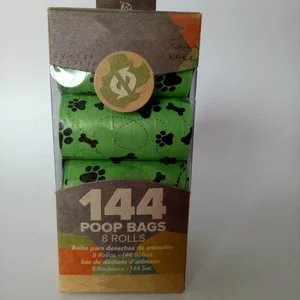 144
POOP BAGS
8 ROLLS
Bolsa para desechos de animales
8 Rollos - 144 Bolsas
Sac de déchets d'animaux
8 Rouleaux - 144 Sac